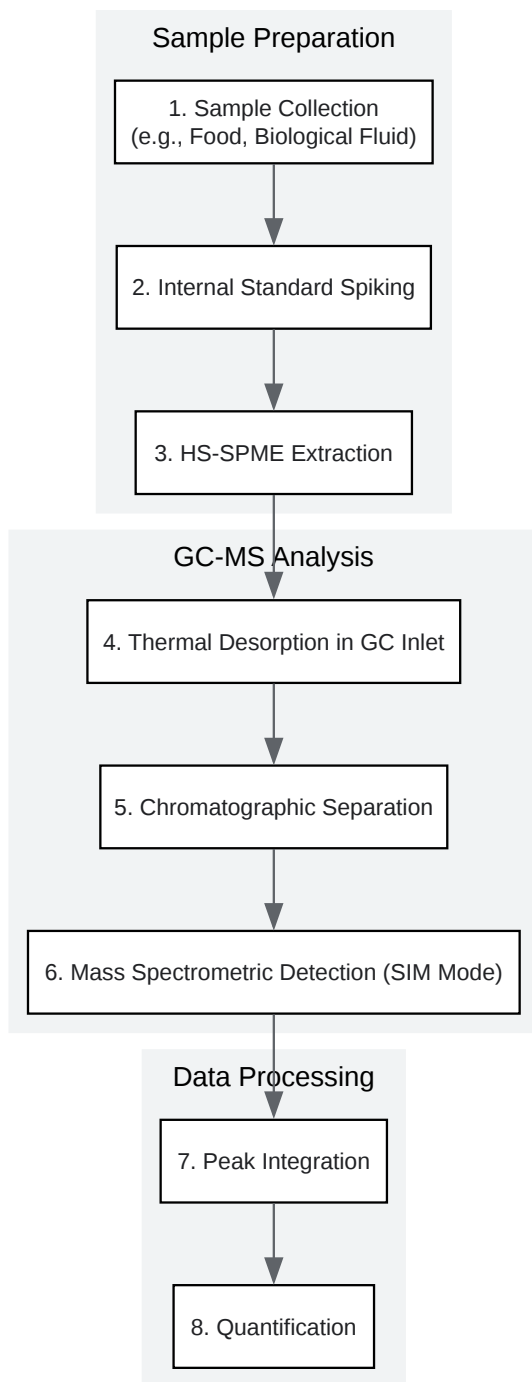 Sample Preparation
1. Sample Collection
(e.g., Food, Biological Fluid)
2. Internal Standard Spiking
3. HS-SPME Extraction
GC-MS Analysis
4. Thermal Desorption in GC Inlet
5. Chromatographic Separation
6. Mass Spectrometric Detection (SIM Mode)
Data Processing
7. Peak Integration
8. Quantification